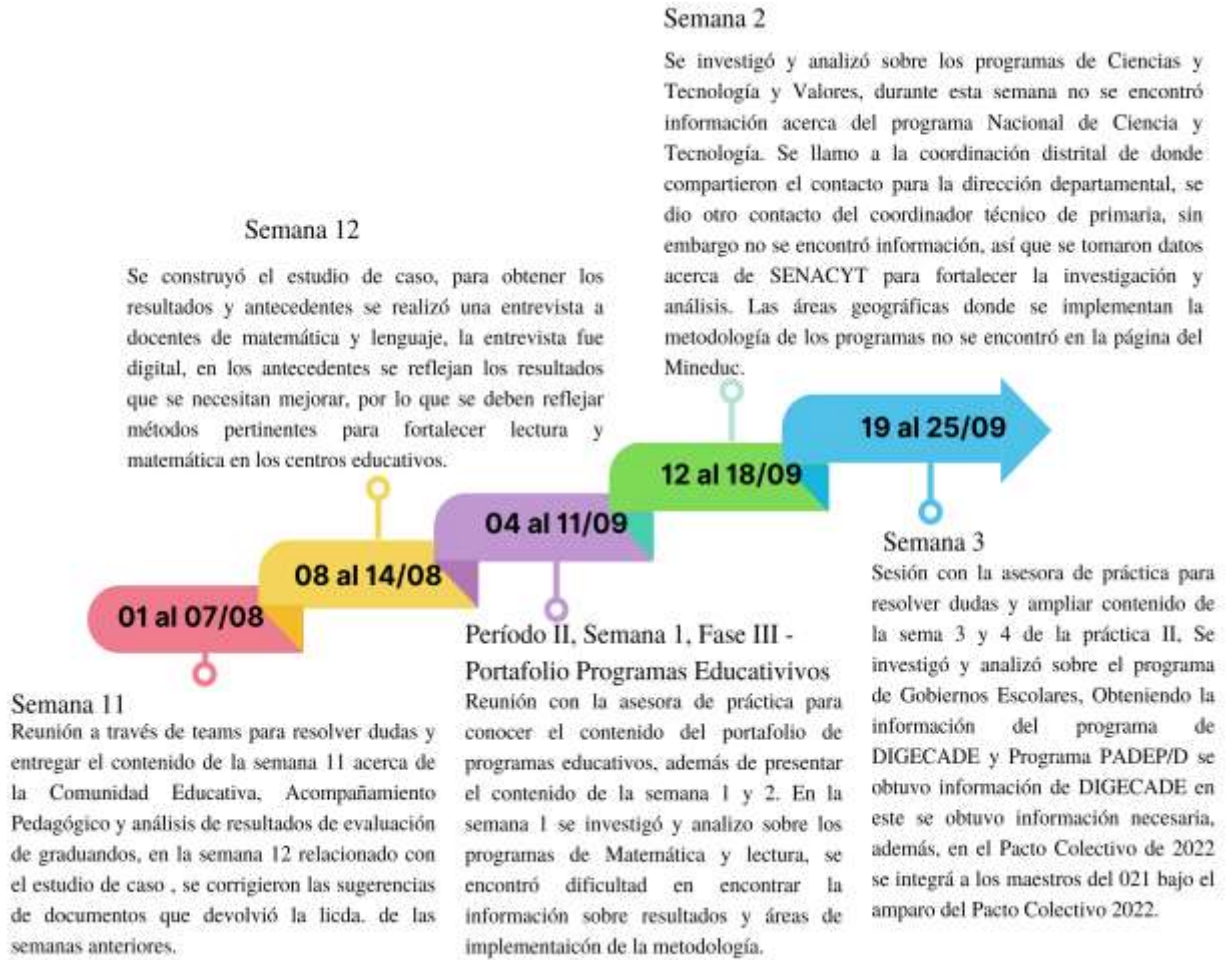 Semana 2
Se investigó y analizó sobre los programas de Ciencias y
Tecnología y Valores, durante esta semana no se encontró
información acerca del programa Nacional de Ciencia y
Tecnología. Se llamo a la coordinación distrital de donde
compartieron el contacto para la dirección departamental, se
dio otro contacto del coordinador técnico de primaria, sin
embargo no se encontró información, así que se tomaron datos
acerca de SENACYT para fortalecer la investigación y
análisis. Las áreas geográficas donde se implementan la
metodología de los programas no se encontró en la página del
Mineduc.
Semana 12
Se construyó el estudio de caso, para obtener los
resultados y antecedentes se realizó una entrevista a
docentes de matemática y lenguaje, la entrevista fue
digital, en los antecedentes se reflejan los resultados
que se necesitan mejorar, por lo que se deben reflejar
métodos pertinentes para fortalecer lectura y
matemática en los centros educativos.
19 al 25/09
12 al 18/09
04 al 11/09
08 al 14/08
01 al 07/08
Semana 11
Reunión a través de teams para resolver dudas y
entregar el contenido de la semana 11 acerca de
la Comunidad Educativa, Acompañamiento
Pedagógico y análisis de resultados de evaluación
de graduandos, en la semana 12 relacionado con
el estudio de caso , se corrigieron las sugerencias
de documentos que devolvió la licda. de las
semanas anteriores.
Período II, Semana 1, Fase III -
Portafolio Programas Educativivos
Reunión con la asesora de práctica para
conocer el contenido del portafolio de
programas educativos, además de presentar
el contenido de la semana 1 y 2. En la
semana 1 se investigó y analizo sobre los
programas de Matemática y lectura, se
encontró dificultad en encontrar la
información sobre resultados y áreas de
implementaicón de la metodología.
Semana 3
Sesión con la asesora de práctica para
resolver dudas y ampliar contenido de
la sema 3 y 4 de la práctica II, Se
investigó y analizó sobre el programa
de Gobiernos Escolares, Obteniendo la
información del programa de
DIGECADE y Programa PADEP/D se
obtuvo información de DIGECADE en
este se obtuvo información necesaria,
además, en el Pacto Colectivo de 2022
se integrá a los maestros del 021 bajo el
amparo del Pacto Colectivo 2022.